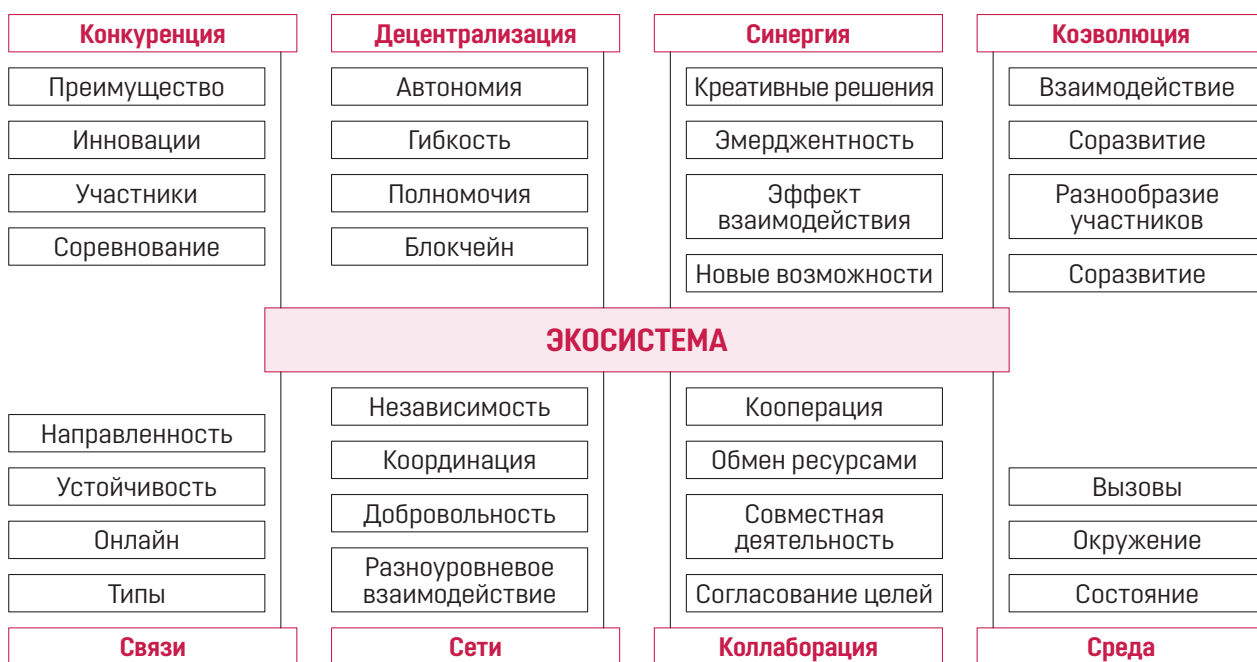 Конкуренция
Преимущество
Инновации
Участники
Соревнование
Децентрализация
Автономия
Гибкость
Полномочия
Блокчейн
Синергия
Креативные решения
Эмерджентность
Эффект
взаимодействия
Новые возможности
Коэволюция
Взаимодействие
Соразвитие
Разнообразие
участников
Соразвитие
ЭКОСИСТЕМА
Направленность
Устойчивость
Онлайн
Типы
Связи
Независимость
Координация
Добровольность
Разноуровневое
взаимодействие
Сети
Кооперация
Обмен ресурсами
Совместная
деятельность
Согласование целей
Коллаборация
Вызовы
Окружение
Состояние
Среда